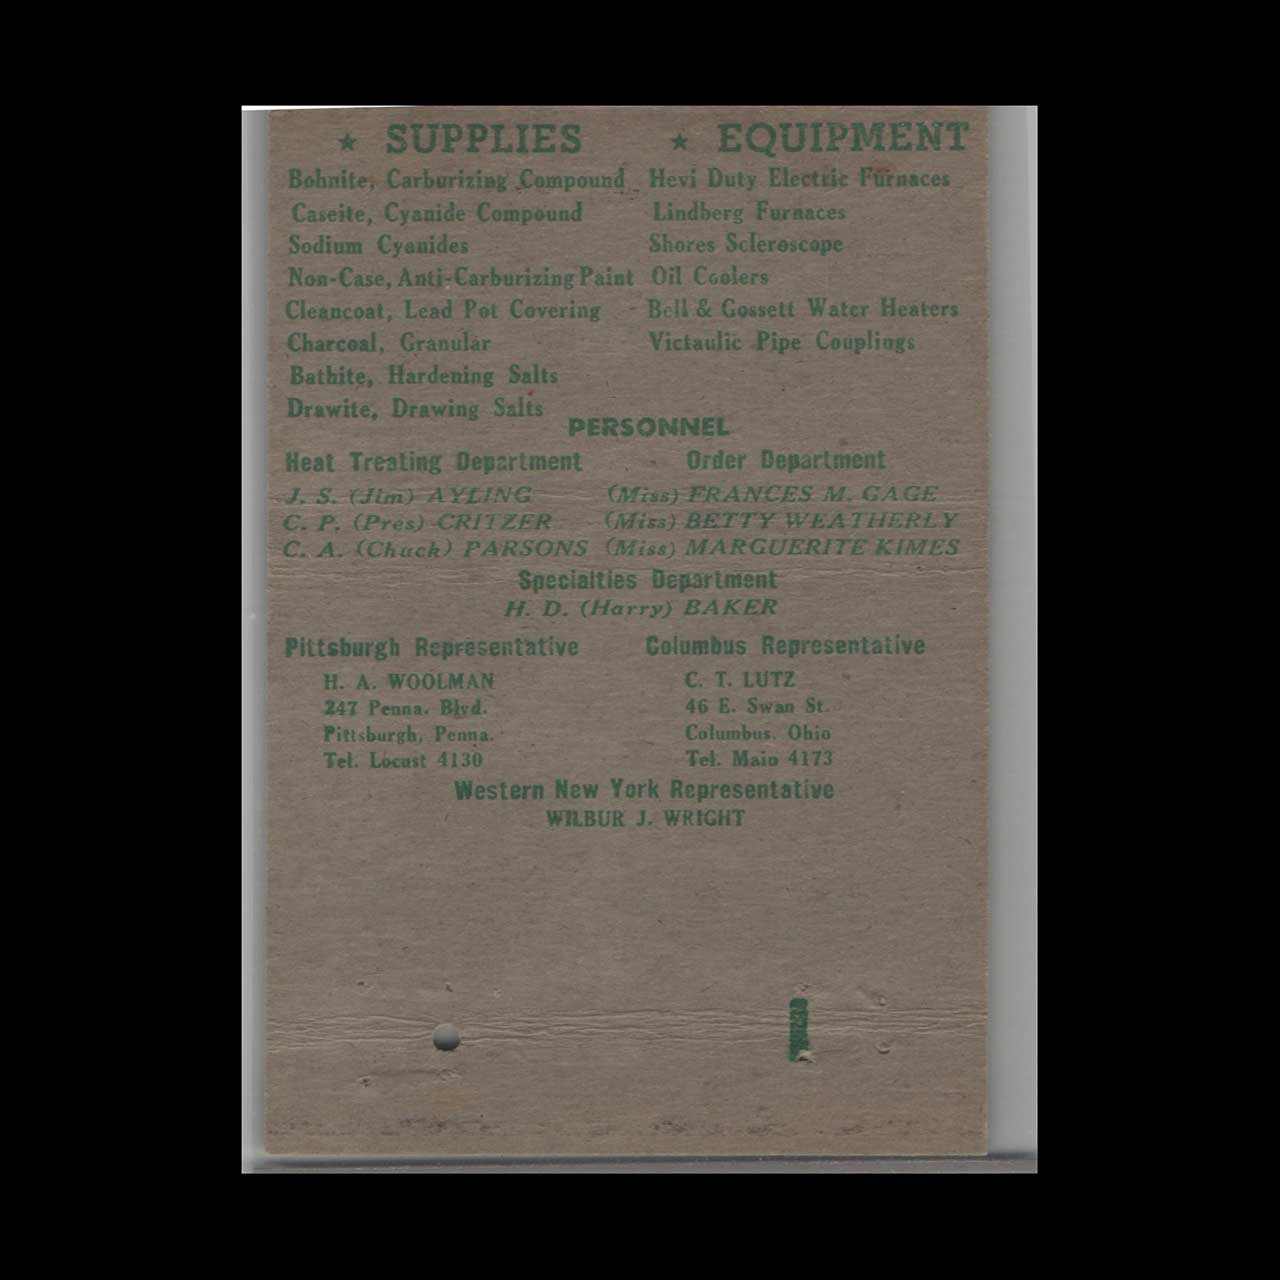 ★ SUPPLIES ★ EQUIPMENT
Bohnite, Carburizing Compound Hevi Duty Electric Furnaces
Caseite, Cyanide Compound Lindberg Furnaces
Sodium Cyanides Shores Scleroscope
Non-Case, Anti-Carburizing Paint Oil Coolers
Cleancoat, Lead Pot Covering Bell & Gossett Water Heaters
Charcoal, Granular Victaulic Pipe Couplings
Bathite, Hardening Salts
Drawite, Drawing Salts
PERSONNEL
Heat Treating Department Order Department
J. S. (Jim) AYLING (Miss) FRANCES M. GAGE
C. P. (Pres) CRITZER (Miss) BETTY WEATHERLY
C. A. (Chuck) PARSONS (Miss) MARGUERITE KIMES
Specialties Department
H. D. (Harry) BAKER
Pittsburgh Representative Columbus Representative
H. A. WOOLMAN C. T. LUTZ
247 Penna. Blvd. 46 E. Swan St.
Pittsburgh, Penna. Columbus, Ohio
Tel. Locust 4130 Tel. Main 4173
Western New York Representative
WILBUR J. WRIGHT